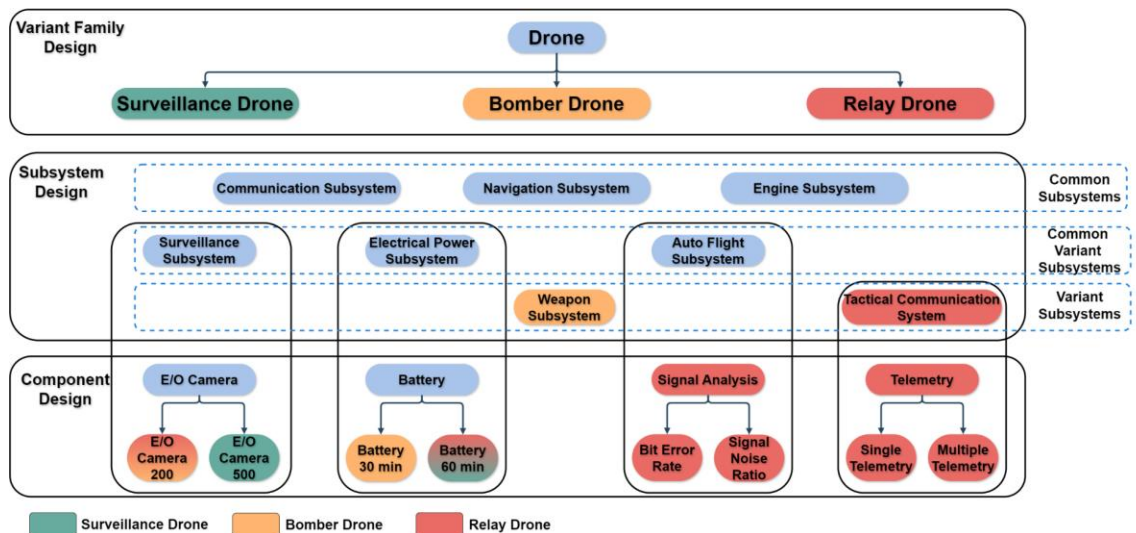 Variant Family
Design
Drone
Surveillance Drone
Bomber Drone
Relay Drone
Subsystem
Design
Communication Subsystem
Navigation Subsystem
Engine Subsystem
Common
Subsystems
Surveillance
Subsystem
Electrical Power
Subsystem
Auto Flight
Subsystem
Common
Variant
Subsystems
Weapon
Subsystem
Tactical Communication
System
Variant
Subsystems
Component
Design
E/O Camera
Battery
Signal Analysis
Telemetry
E/O
Camera
200
E/O
Camera
500
Battery
30 min
Battery
60 min
Bit Error
Rate
Signal
Noise
Ratio
Single
Telemetry
Multiple
Telemetry
Surveillance Drone
Bomber Drone
Relay Drone